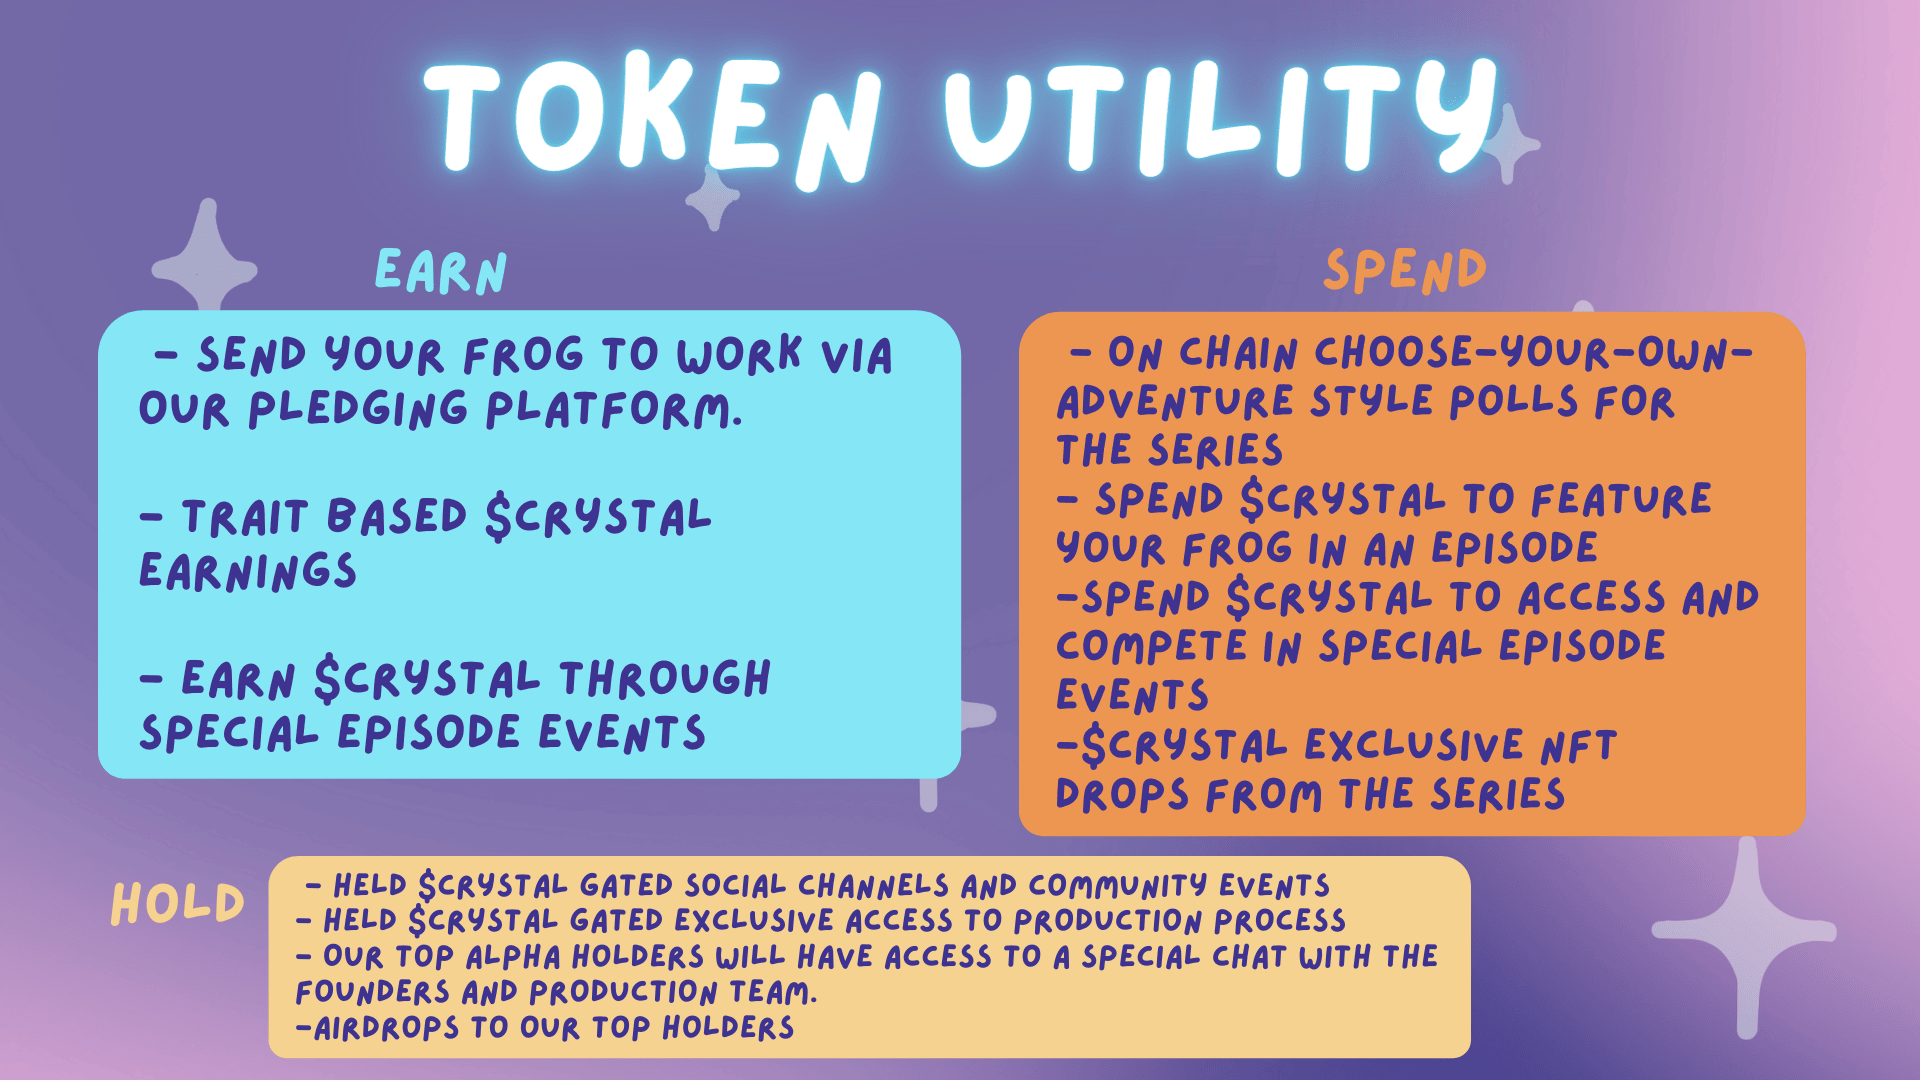 TOKEN UTILITY
EARN
- SEND YOUR FROG TO WORK VIA
OUR PLEDGING PLATFORM.
- TRAIT BASED $CRYSTAL
EARNINGS
- EARN $CRYSTAL THROUGH
SPECIAL EPISODE EVENTS
SPEND
- ON CHAIN CHOOSE-YOUR-OWN-
ADVENTURE STYLE POLLS FOR
THE SERIES
- SPEND $CRYSTAL TO FEATURE
YOUR FROG IN AN EPISODE
-SPEND $CRYSTAL TO ACCESS AND
COMPETE IN SPECIAL EPISODE
EVENTS
-$CRYSTAL EXCLUSIVE NFT
DROPS FROM THE SERIES
HOLD
- HELD $CRYSTAL GATED SOCIAL CHANNELS AND COMMUNITY EVENTS
- HELD $CRYSTAL GATED EXCLUSIVE ACCESS TO PRODUCTION PROCESS
- OUR TOP ALPHA HOLDERS WILL HAVE ACCESS TO A SPECIAL CHAT WITH THE
FOUNDERS AND PRODUCTION TEAM.
-AIRDROPS TO OUR TOP HOLDERS